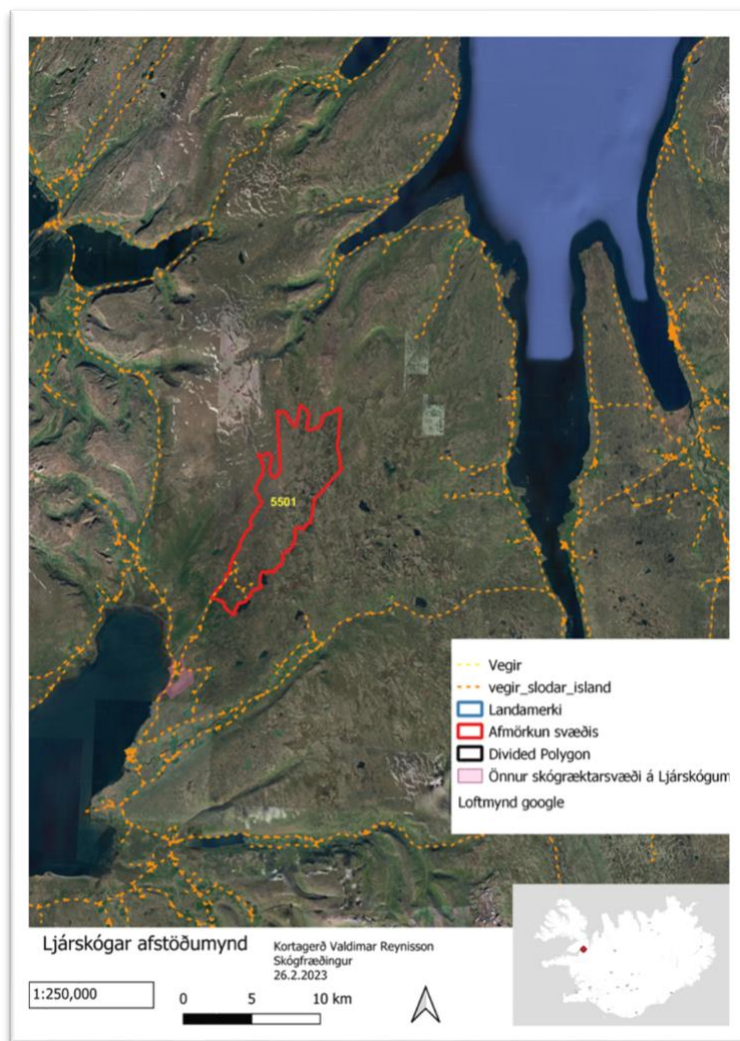 5501
Vegir
vegir_slodar_island
Landamerki
Afmörkun svæðis
Divided Polygon
Önnur skógræktarsvæði á Ljárskógum
Loftmynd google
Ljárskógar afstöðumynd
Kortagerð Valdimar Reynisson
Skógfræðingur
26.2.2023
1:250,000
0 5 10 km